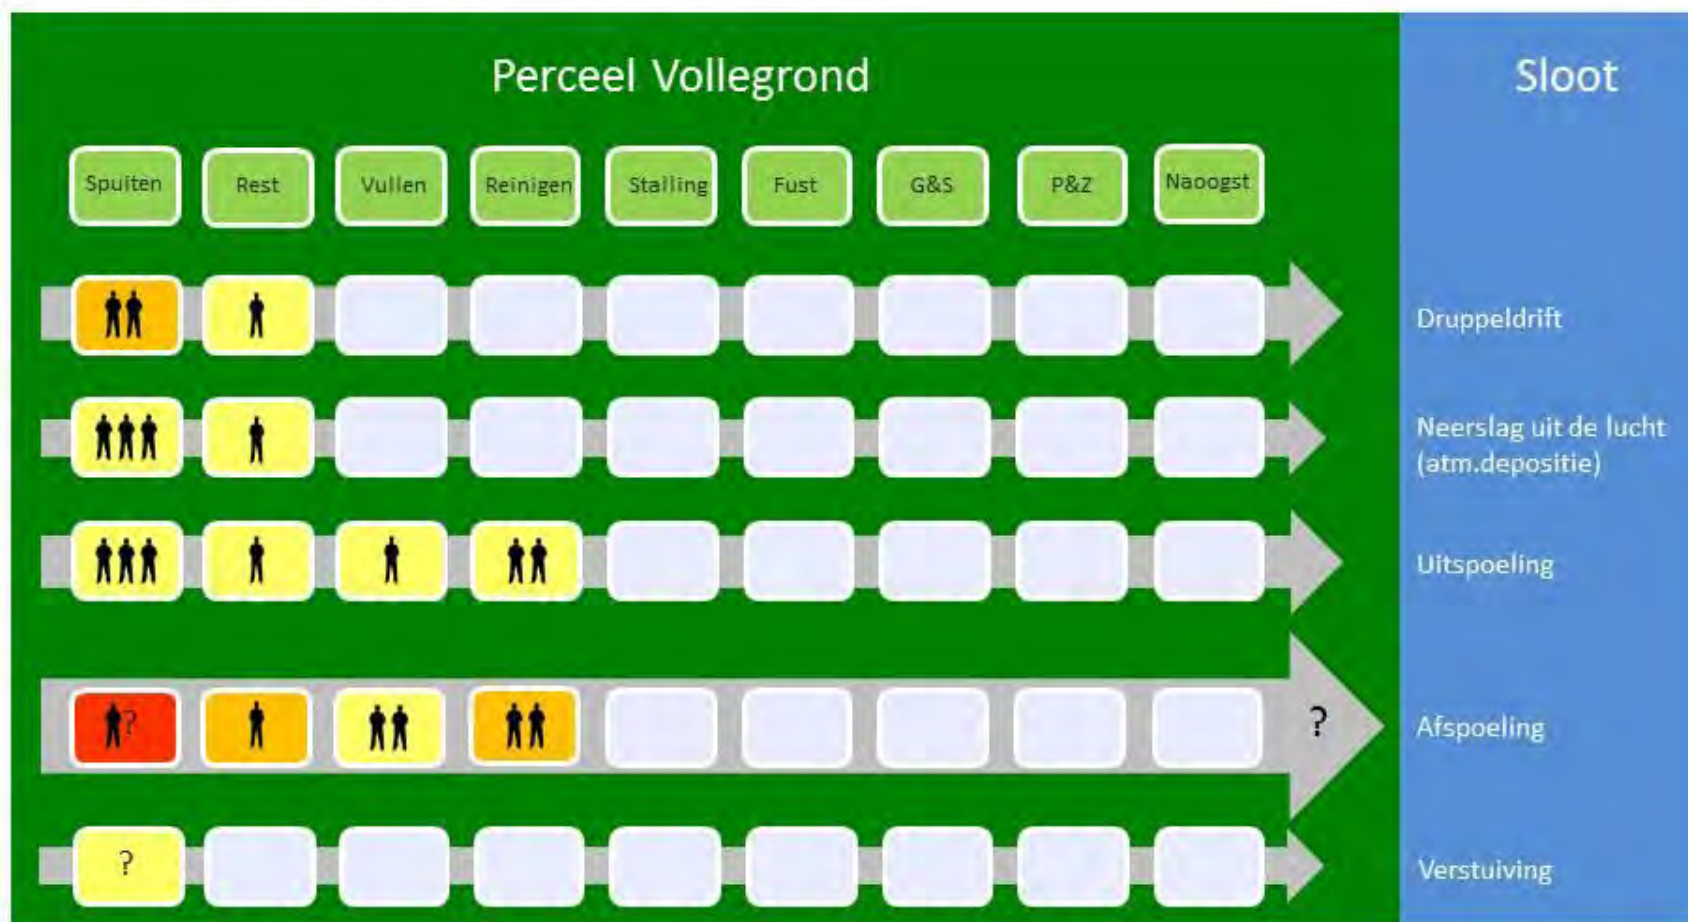 Perceel Vollegrond
Sloot
Spuiten
Rest
Vullen
Reinigen
Stalling
Fust
G&S
P&Z
Naoogst
Druppeldrift
Neerslag uit de lucht
(atm.depositie)
Uitspoeling
?
?
Afspoeling
?
Verstuiving